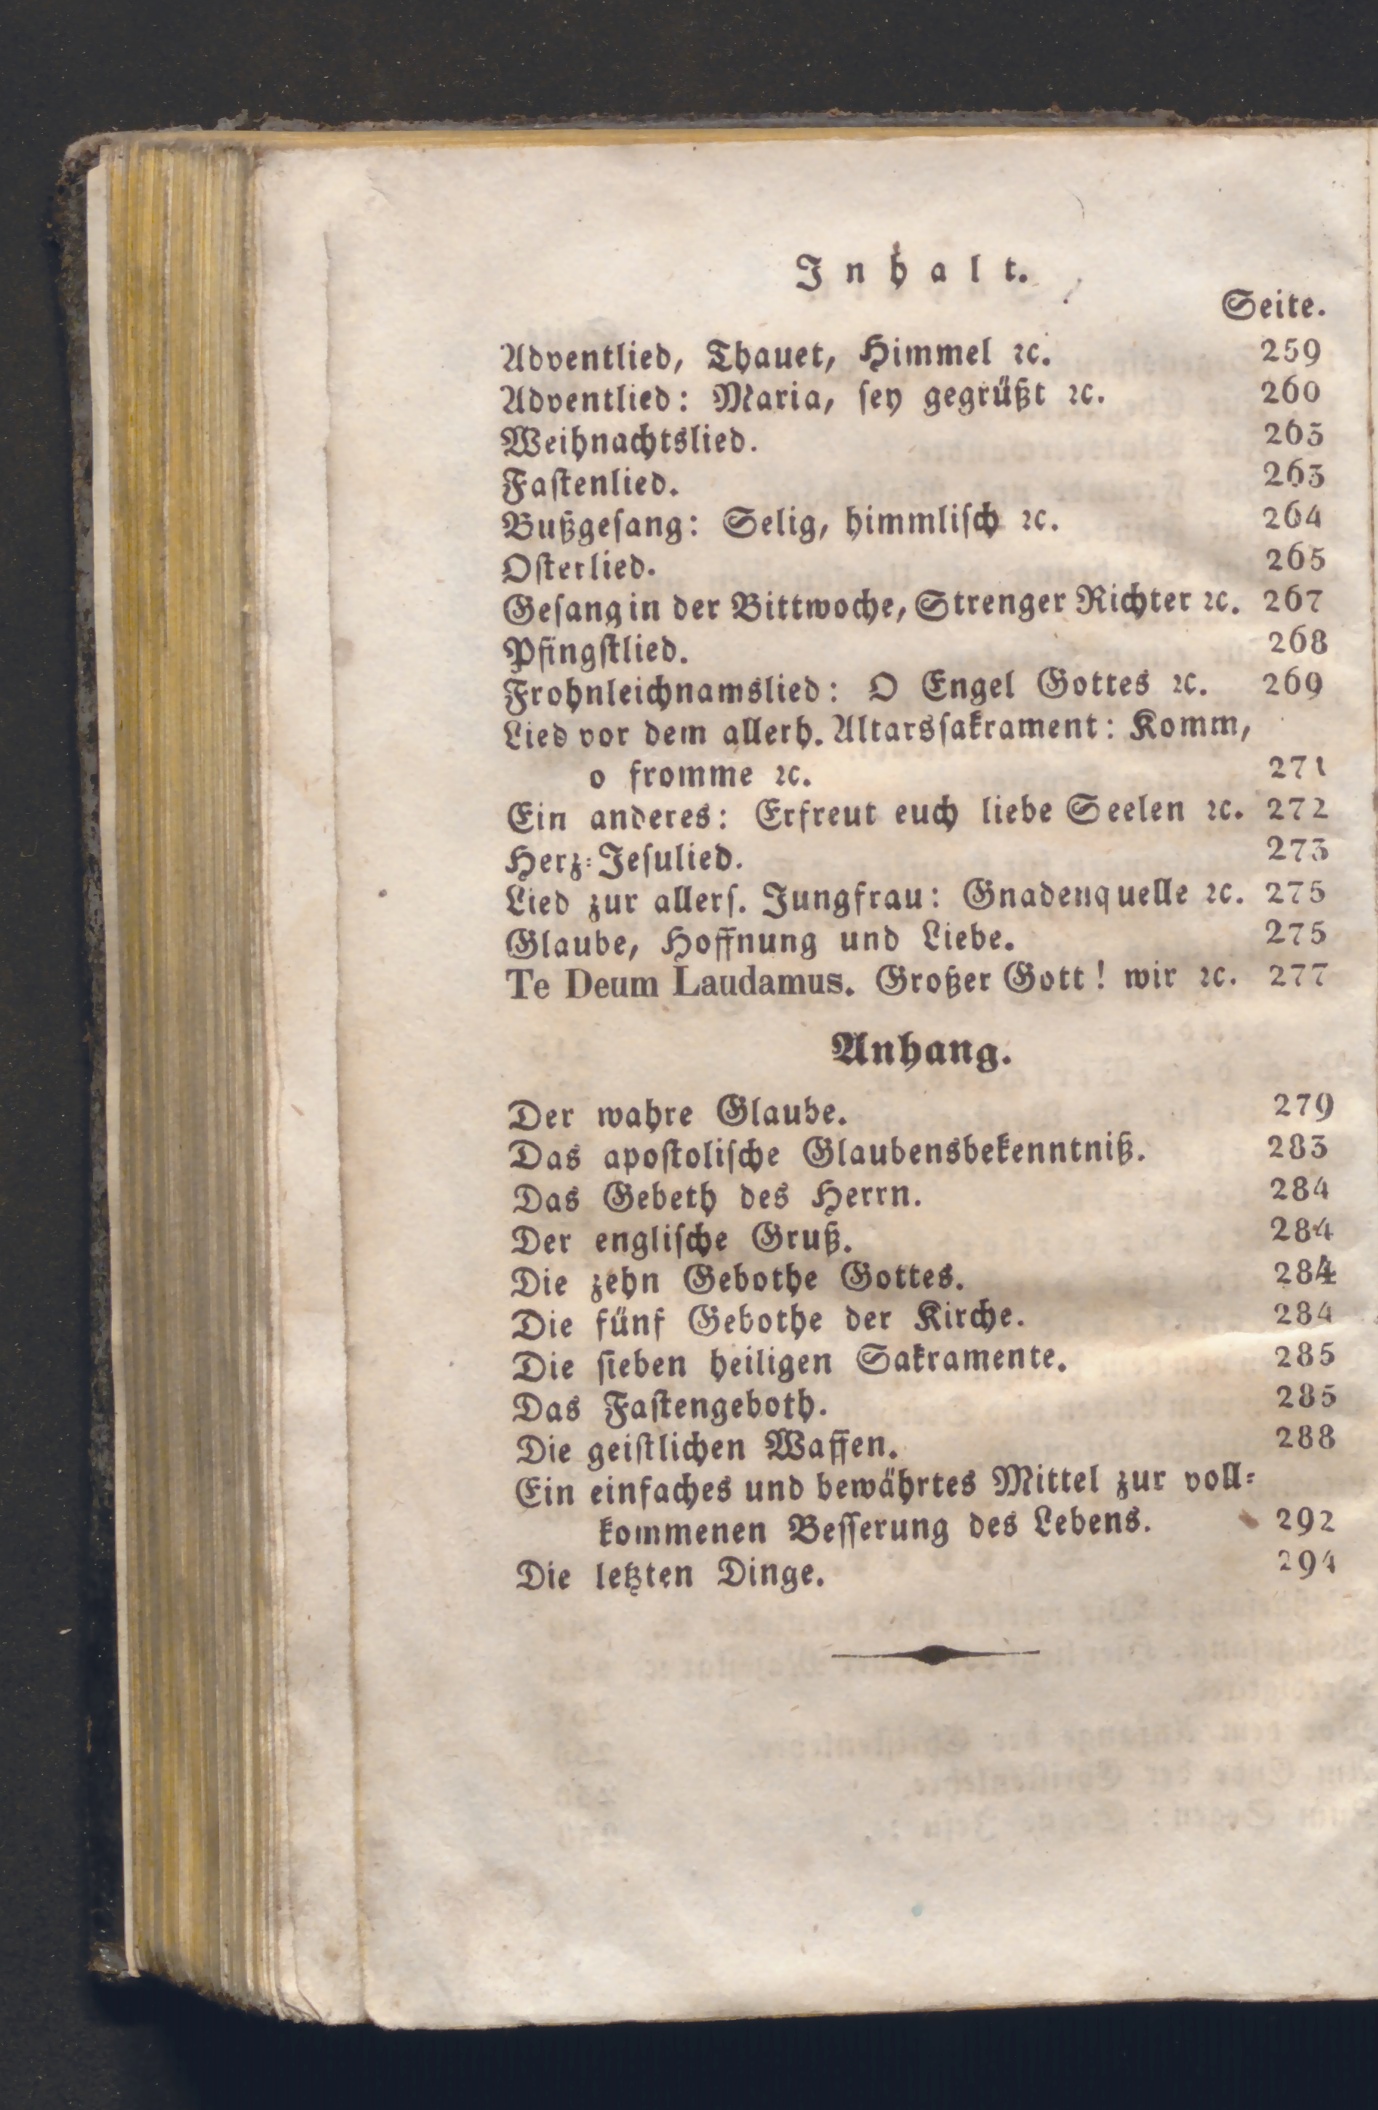 Inhalt.
Seite.
Adventlied, Thauet, Himmel ꝛc. 259
Adventlied: Maria, ſey gegrüßt ꝛc. 260
Weihnachtslied. 263
Faſtenlied. 263
Bußgeſang: Selig, himmliſch ꝛc. 264
Oſterlied. 265
Geſang in der Bittwoche, Strenger Richter ꝛc. 267
Pfingſtlied. 268
Frohnleichnamslied: O Engel Gottes ꝛc. 269
Lied vor dem allerh. Altarsſakrament: Komm,
o fromme ꝛc. 271
Ein anderes: Erfreut euch liebe Seelen ꝛc. 272
Herz-Jeſulied. 273
Lied zur allerſ. Jungfrau: Gnadenquelle ꝛc. 275
Glaube, Hoffnung und Liebe. 275
Te Deum Laudamus. Großer Gott! wir ꝛc. 277
Anhang.
Der wahre Glaube. 279
Das apoſtoliſche Glaubensbekenntniß. 283
Das Gebeth des Herrn. 284
Der engliſche Gruß. 284
Die zehn Gebothe Gottes. 284
Die fünf Gebothe der Kirche. 284
Die ſieben heiligen Sakramente. 285
Das Faſtengeboth. 285
Die geiſtlichen Waffen. 288
Ein einfaches und bewährtes Mittel zur voll-
kommenen Beſſerung des Lebens. 292
Die letzten Dinge. 294